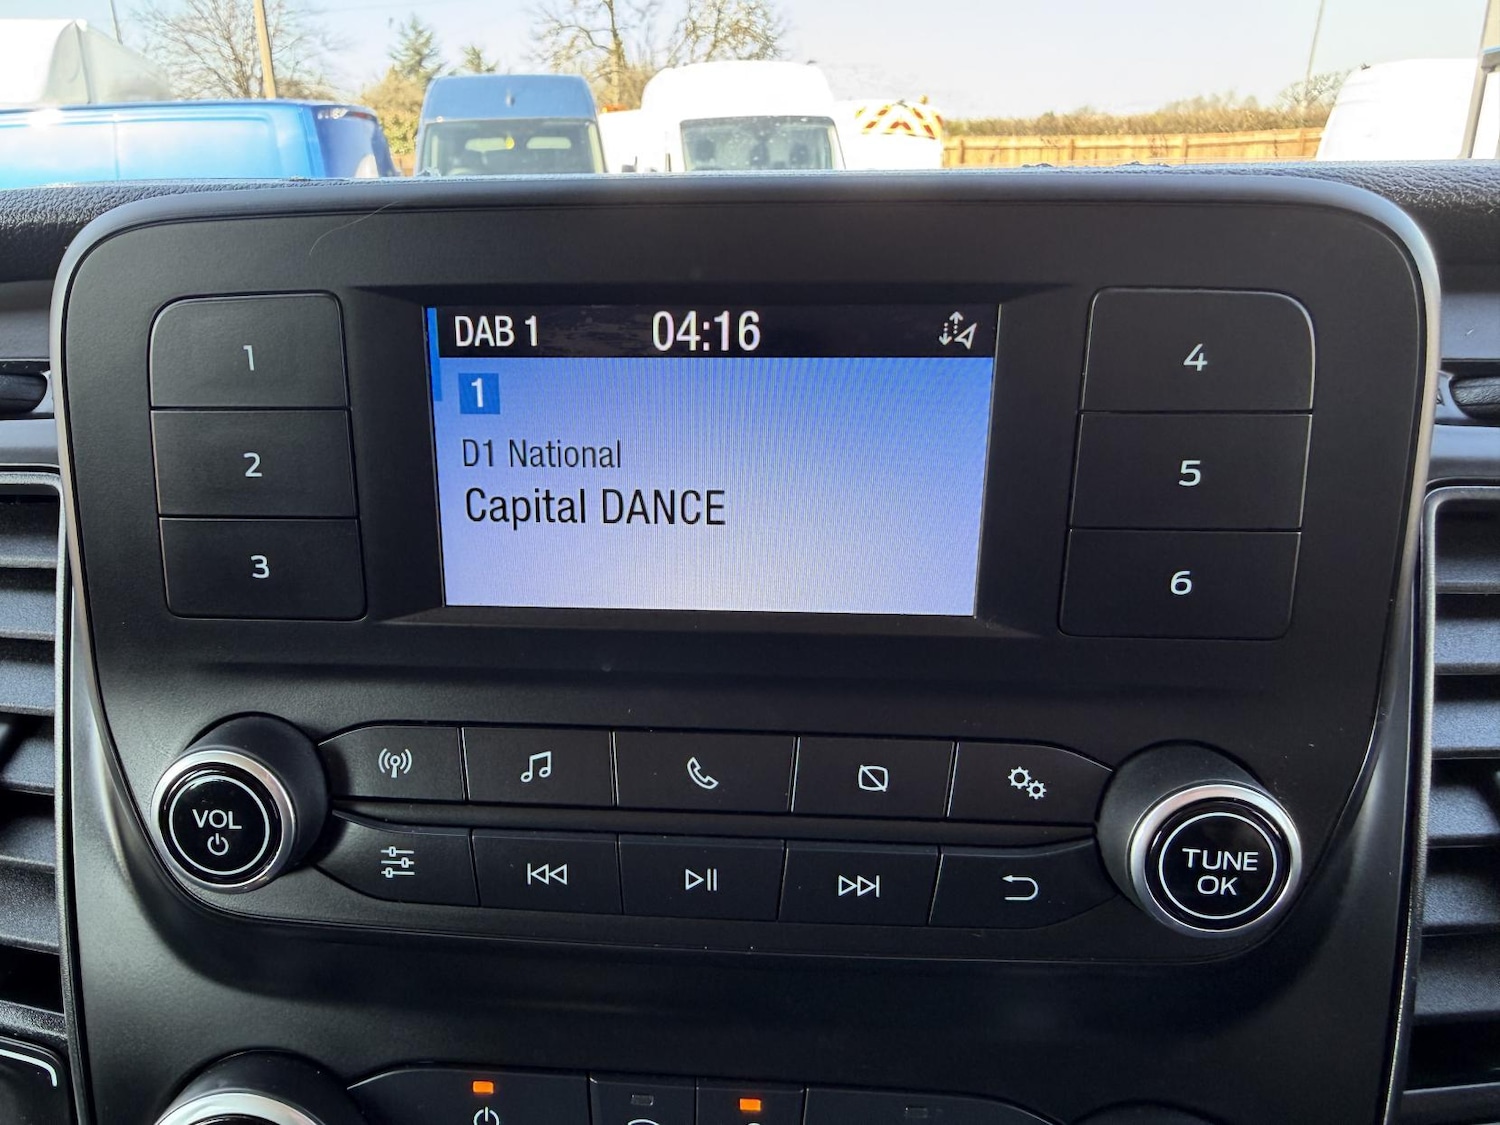 DAB 1 04:16
1
D1 National
Capital DANCE
1
2
3
4
5
6
VOL
TUNE
OK